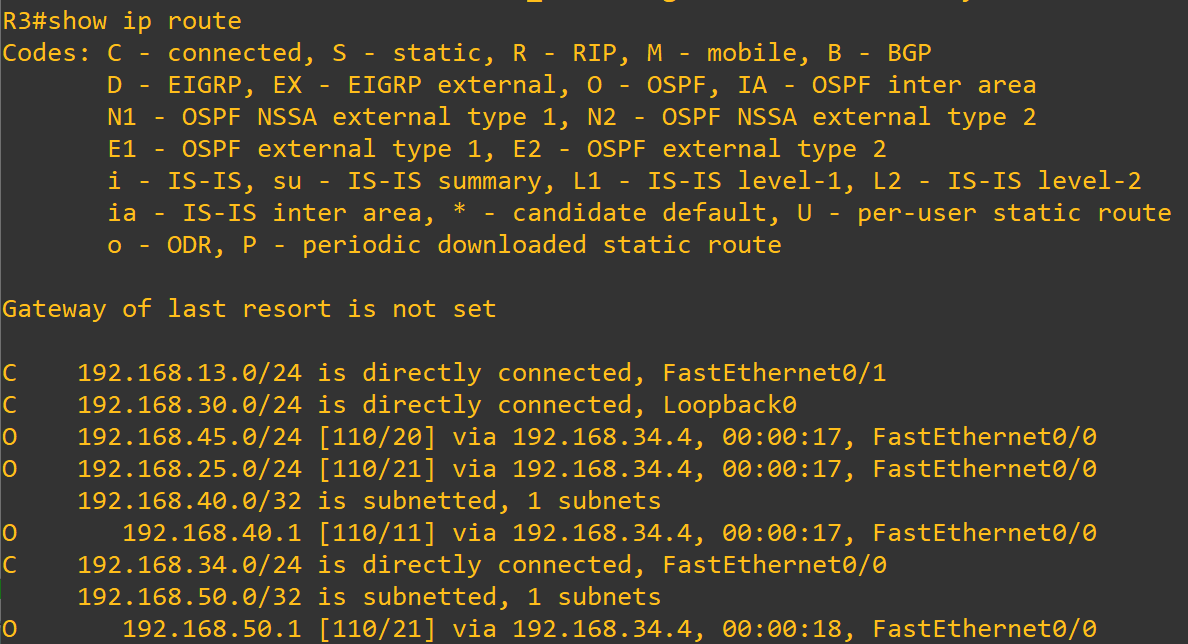 R3#show ip route
Codes: C - connected, S - static, R - RIP, M - mobile, B - BGP
       D - EIGRP, EX - EIGRP external, O - OSPF, IA - OSPF inter area
       N1 - OSPF NSSA external type 1, N2 - OSPF NSSA external type 2
       E1 - OSPF external type 1, E2 - OSPF external type 2
       i - IS-IS, su - IS-IS summary, L1 - IS-IS level-1, L2 - IS-IS level-2
       ia - IS-IS inter area, * - candidate default, U - per-user static route
       o - ODR, P - periodic downloaded static route

Gateway of last resort is not set

C    192.168.13.0/24 is directly connected, FastEthernet0/1
C    192.168.30.0/24 is directly connected, Loopback0
O    192.168.45.0/24 [110/20] via 192.168.34.4, 00:00:17, FastEthernet0/0
O    192.168.25.0/24 [110/21] via 192.168.34.4, 00:00:17, FastEthernet0/0
     192.168.40.0/32 is subnetted, 1 subnets
O       192.168.40.1 [110/11] via 192.168.34.4, 00:00:17, FastEthernet0/0
C    192.168.34.0/24 is directly connected, FastEthernet0/0
     192.168.50.0/32 is subnetted, 1 subnets
O       192.168.50.1 [110/21] via 192.168.34.4, 00:00:18, FastEthernet0/0